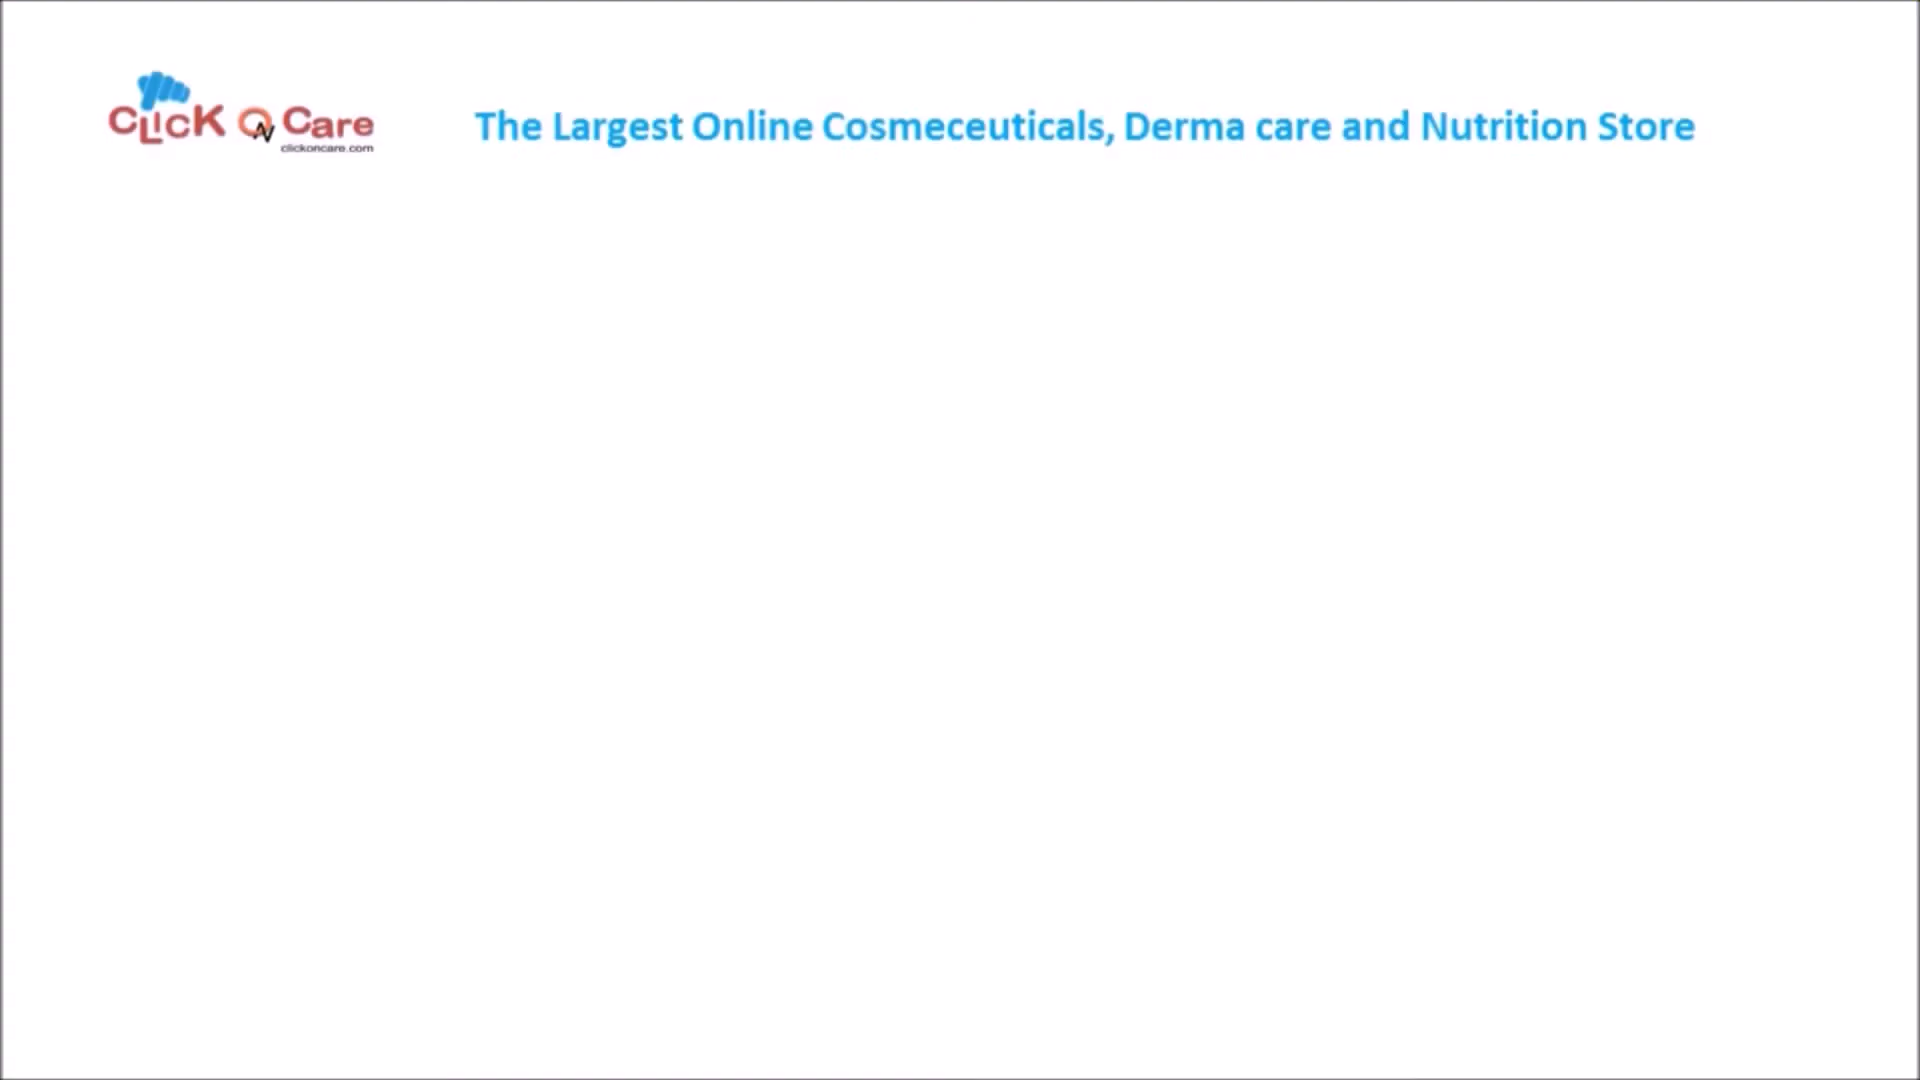 CLicK ON Care
clickoncare.com
The Largest Online Cosmeceuticals, Derma care and Nutrition Store